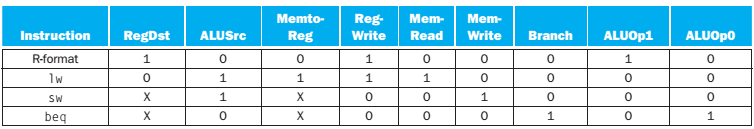 Instruction RegDst ALUSrc Memto-Reg Reg-Write Mem-Read Mem-Write Branch ALUOp1 ALUOp0
R-format 1 0 0 1 0 0 0 1 0
lw 0 1 1 1 1 0 0 0 0
sw X 1 X 0 0 1 0 0 0
beq X 0 X 0 0 0 1 0 1